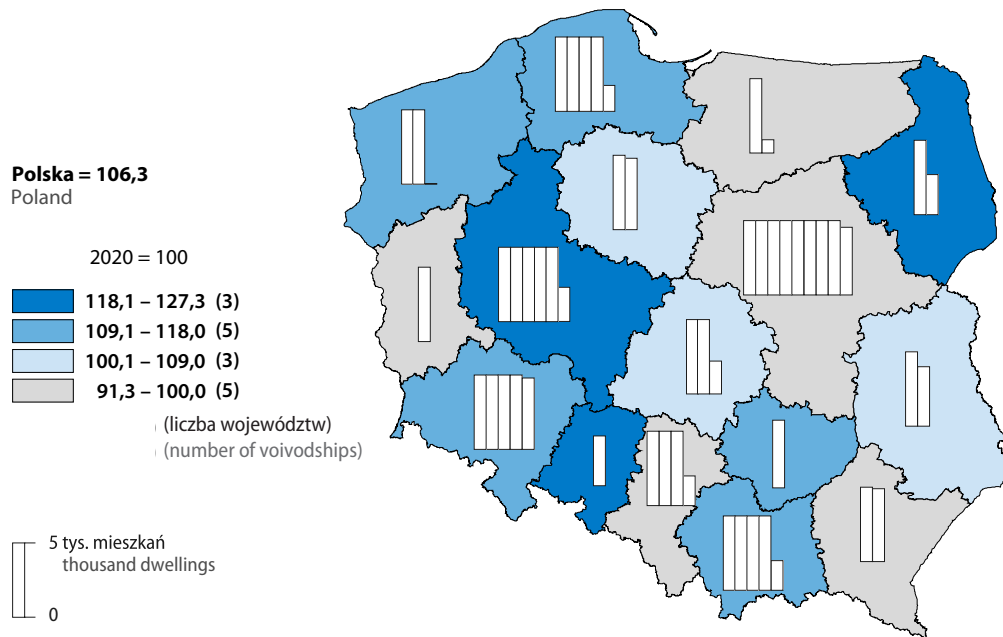 Polska = 106,3
Poland
2020 = 100
118,1 – 127,3 (3)
109,1 – 118,0 (5)
100,1 – 109,0 (3)
91,3 – 100,0 (5)
(liczba województw)
(number of voivodships)
5 tys. mieszkań
thousand dwellings
0